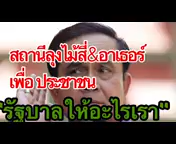 สถานีลุงไม้สี่&อาเธอร์
เพื่อ ประชาชน
"รัฐบาล ให้อะไรเรา"